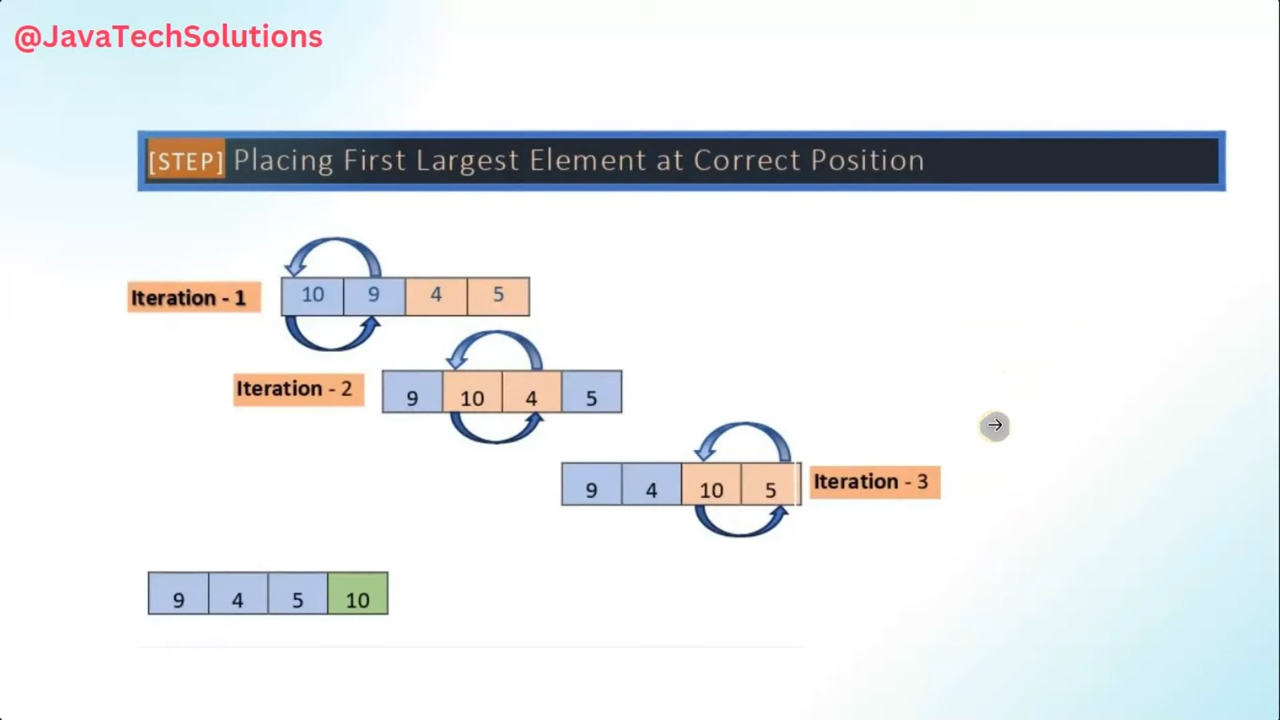 @JavaTechSolutions
[STEP] Placing First Largest Element at Correct Position
Iteration - 1
10 9 4 5
Iteration - 2
9 10 4 5
9 4 10 5
Iteration - 3
9 4 5 10